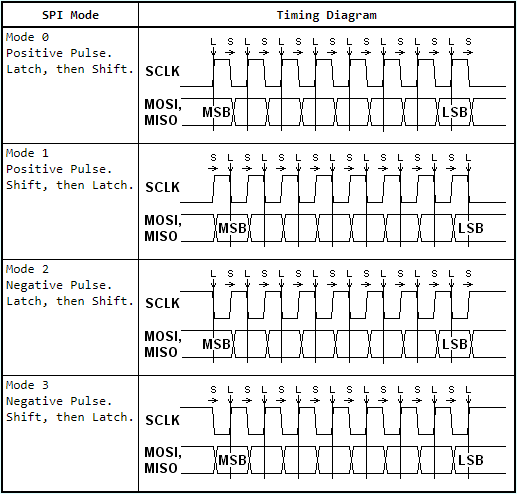 SPI Mode Timing Diagram
Mode 0
Positive Pulse.
Latch, then Shift.
L S L S L S L S L S L S L S L S
SCLK
MOSI,
MISO
MSB LSB
Mode 1
Positive Pulse.
Shift, then Latch.
S L S L S L S L S L S L S L S L
SCLK
MOSI,
MISO
MSB LSB
Mode 2
Negative Pulse.
Latch, then Shift.
L S L S L S L S L S L S L S L S
SCLK
MOSI,
MISO
MSB LSB
Mode 3
Negative Pulse.
Shift, then Latch.
S L S L S L S L S L S L S L S L
SCLK
MOSI,
MISO
MSB LSB